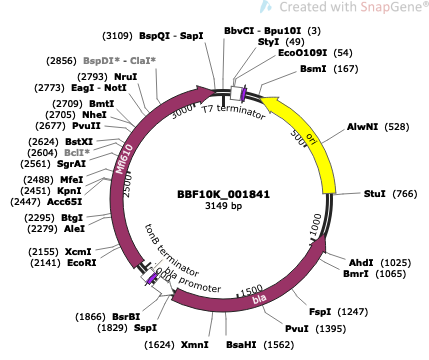 Created with SnapGene®
(3109) BspQI - SapI
BbvCI - Bpu10I (3)
StyI (49)
EcoO109I (54)
BsmI (167)
(2856) BspDI* - ClaI*
(2793) NruI
(2773) EagI - NotI
(2709) BmtI
(2705) NheI
(2677) PvuII
(2624) BstXI
(2604) BclI*
(2561) SgrAI
(2488) MfeI
(2451) KpnI
(2447) Acc65I
(2295) BtgI
(2279) AleI
(2155) XcmI
(2141) EcoRI
(1866) BsrBI
(1829) SspI
(1624) XmnI
BsaHI (1562)
PvuI (1395)
FspI (1247)
BmrI (1065)
AhdI (1025)
StuI (766)
AlwNI (528)
3000
T7 terminator
500
ori
Mfl610
2500
BBF10K_001841
3149 bp
1000
tonB terminator
bla promoter
1500
bla